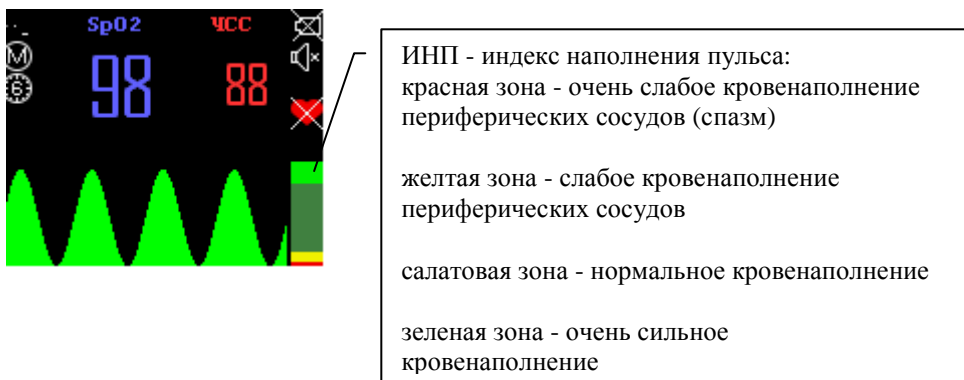 SpO2 ЧСС
M
98 88
6
ИНП - индекс наполнения пульса:
красная зона - очень слабое кровенаполнение
периферических сосудов (спазм)
желтая зона - слабое кровенаполнение
периферических сосудов
салатовая зона - нормальное кровенаполнение
зеленая зона - очень сильное
кровенаполнение